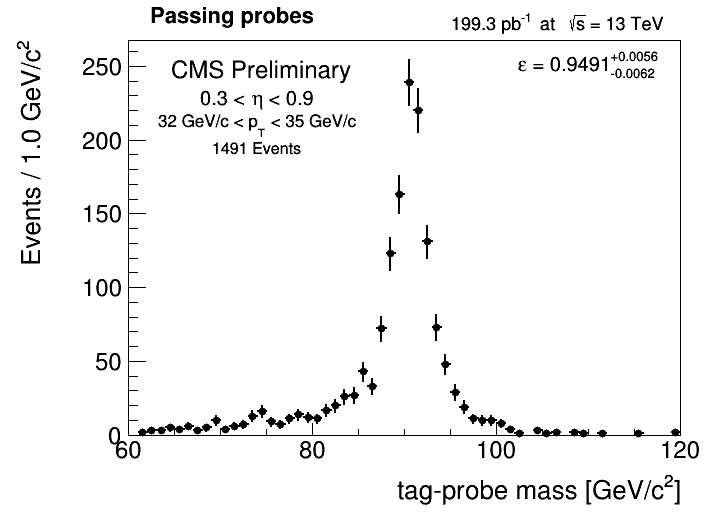 Passing probes
199.3 pb⁻¹ at √s = 13 TeV
CMS Preliminary
ε = 0.9491 +0.0056 -0.0062
0.3 < η < 0.9
32 GeV/c < p_T < 35 GeV/c
1491 Events
Events / 1.0 GeV/c²
250
200
150
100
50
0
60 80 100 120
tag-probe mass [GeV/c²]